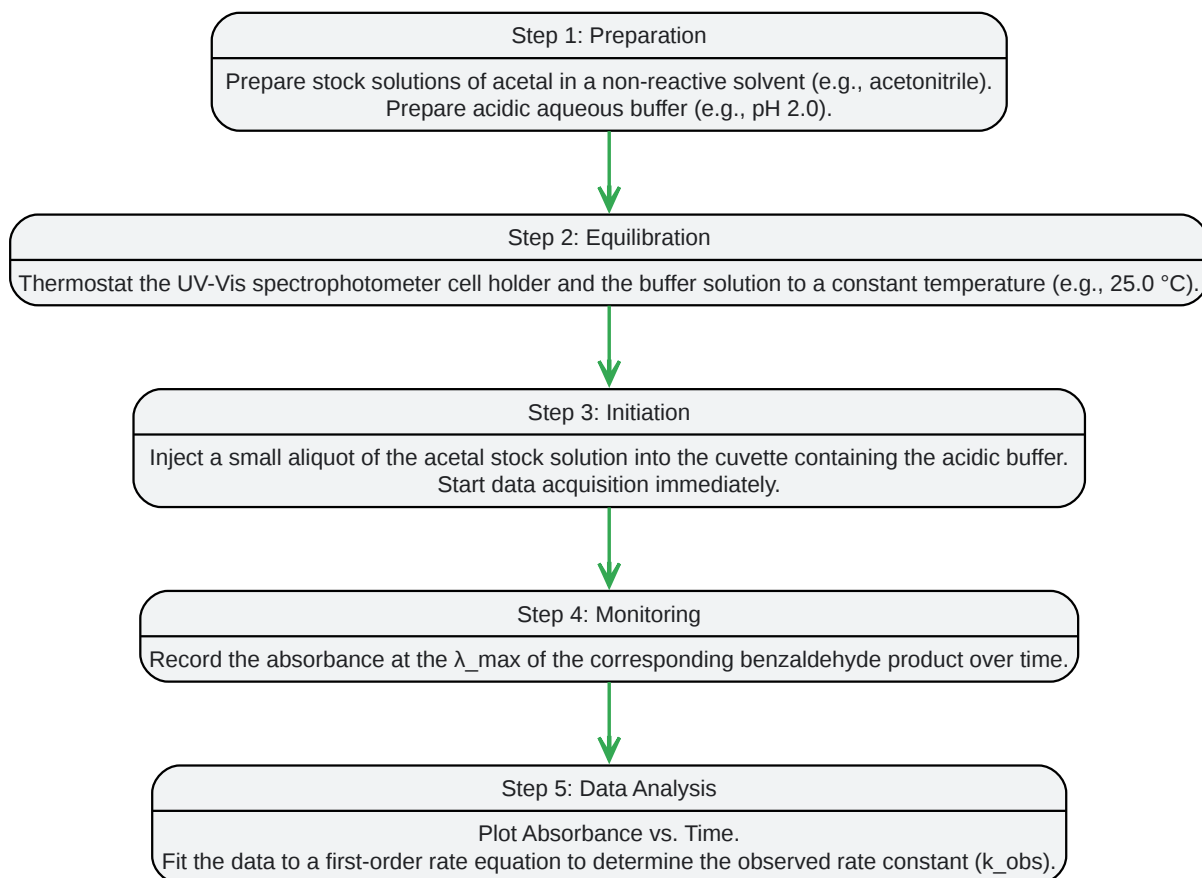 Step 1: Preparation
Prepare stock solutions of acetal in a non-reactive solvent (e.g., acetonitrile).
Prepare acidic aqueous buffer (e.g., pH 2.0).
Step 2: Equilibration
Thermostat the UV-Vis spectrophotometer cell holder and the buffer solution to a constant temperature (e.g., 25.0 °C).
Step 3: Initiation
Inject a small aliquot of the acetal stock solution into the cuvette containing the acidic buffer.
Start data acquisition immediately.
Step 4: Monitoring
Record the absorbance at the λ_max of the corresponding benzaldehyde product over time.
Step 5: Data Analysis
Plot Absorbance vs. Time.
Fit the data to a first-order rate equation to determine the observed rate constant (k_obs).